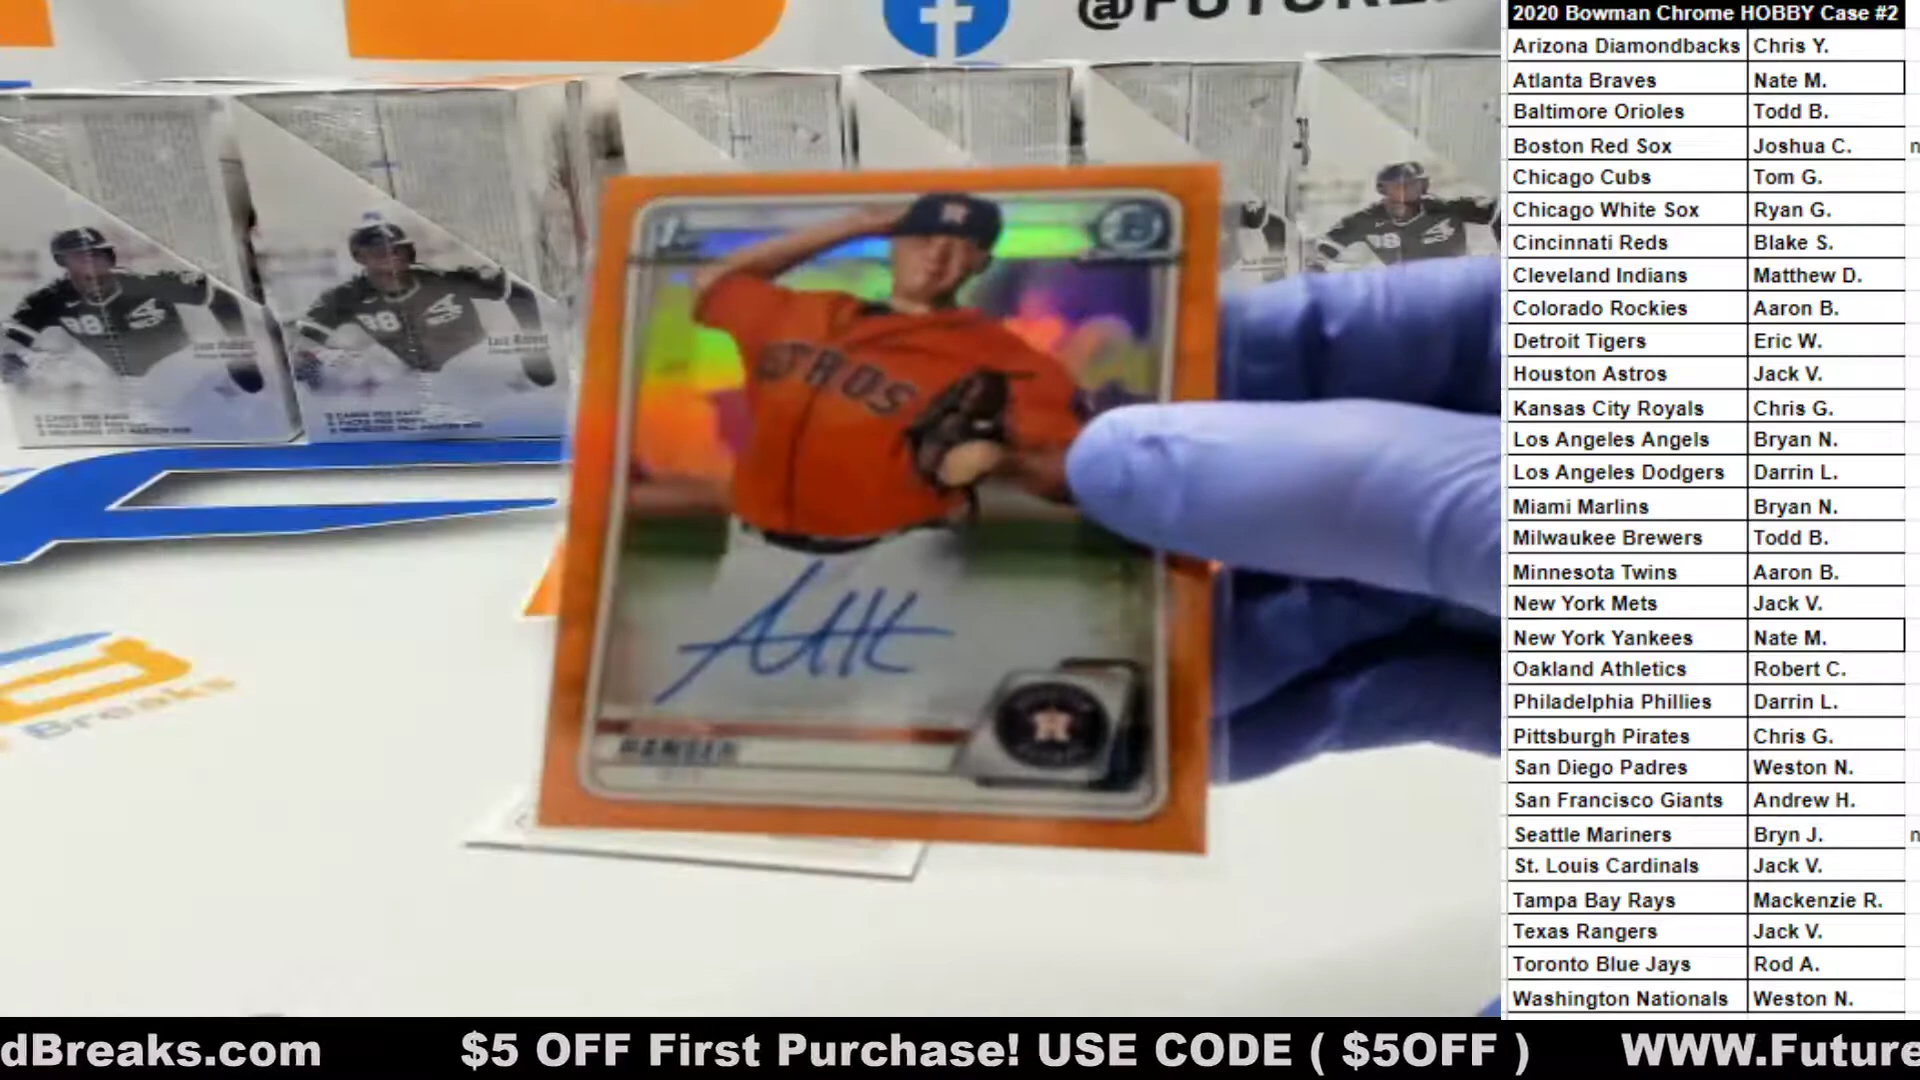 @FUTURE
2020 Bowman Chrome HOBBY Case #2
Arizona Diamondbacks Chris Y.
Atlanta Braves Nate M.
Baltimore Orioles Todd B.
Boston Red Sox Joshua C.
Chicago Cubs Tom G.
Chicago White Sox Ryan G.
Cincinnati Reds Blake S.
Cleveland Indians Matthew D.
Colorado Rockies Aaron B.
Detroit Tigers Eric W.
Houston Astros Jack V.
Kansas City Royals Chris G.
Los Angeles Angels Bryan N.
Los Angeles Dodgers Darrin L.
Miami Marlins Bryan N.
Milwaukee Brewers Todd B.
Minnesota Twins Aaron B.
New York Mets Jack V.
New York Yankees Nate M.
Oakland Athletics Robert C.
Philadelphia Phillies Darrin L.
Pittsburgh Pirates Chris G.
San Diego Padres Weston N.
San Francisco Giants Andrew H.
Seattle Mariners Bryn J.
St. Louis Cardinals Jack V.
Tampa Bay Rays Mackenzie R.
Texas Rangers Jack V.
Toronto Blue Jays Rod A.
Washington Nationals Weston N.
STROS
Breaks
dBreaks.com $5 OFF First Purchase! USE CODE ( $5OFF ) WWW.Future